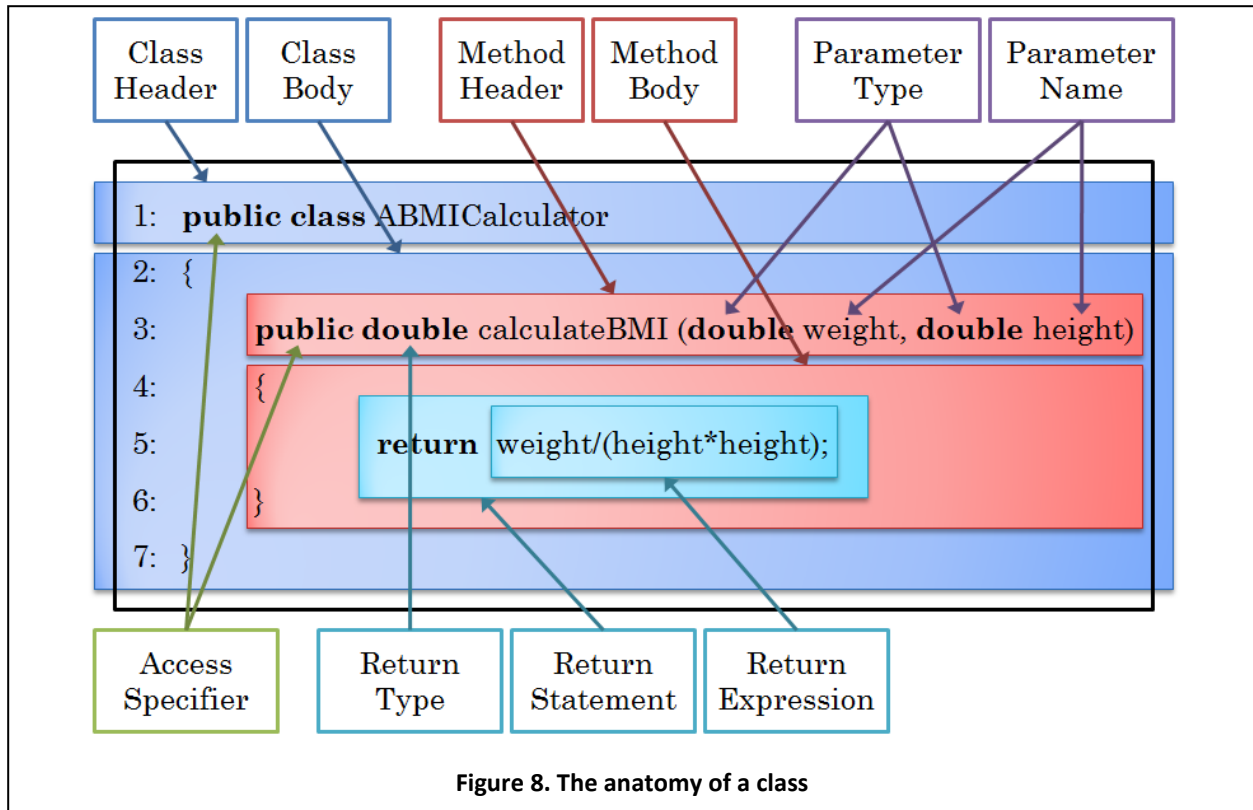 Class
Header
Class
Body
Method
Header
Method
Body
Parameter
Type
Parameter
Name
1: public class ABMICalculator
2: {
3: public double calculateBMI (double weight, double height)
4: {
5: return weight/(height*height);
6: }
7: }
Access
Specifier
Return
Type
Return
Statement
Return
Expression
Figure 8. The anatomy of a class